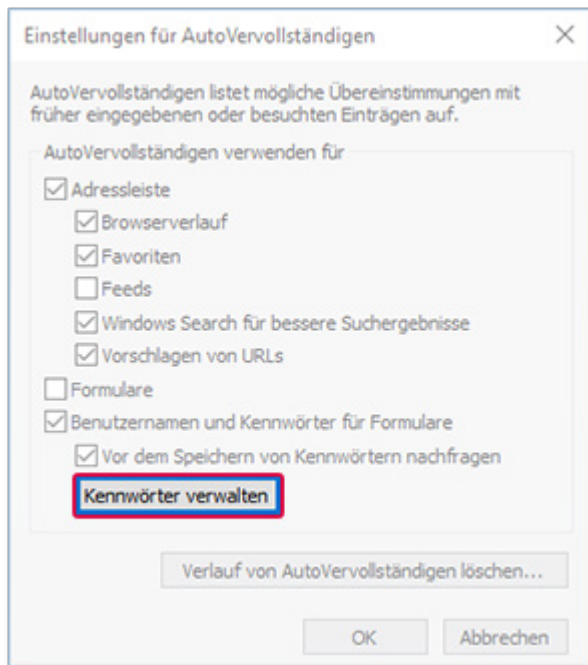 Einstellungen für AutoVervollständigen
AutoVervollständigen listet mögliche Übereinstimmungen mit
früher eingegebenen oder besuchten Einträgen auf.
AutoVervollständigen verwenden für
Adressleiste
Browserverlauf
Favoriten
Feeds
Windows Search für bessere Suchergebnisse
Vorschlagen von URLs
Formulare
Benutzernamen und Kennwörter für Formulare
Vor dem Speichern von Kennwörtern nachfragen
Kennwörter verwalten
Verlauf von AutoVervollständigen löschen...
OK Abbrechen